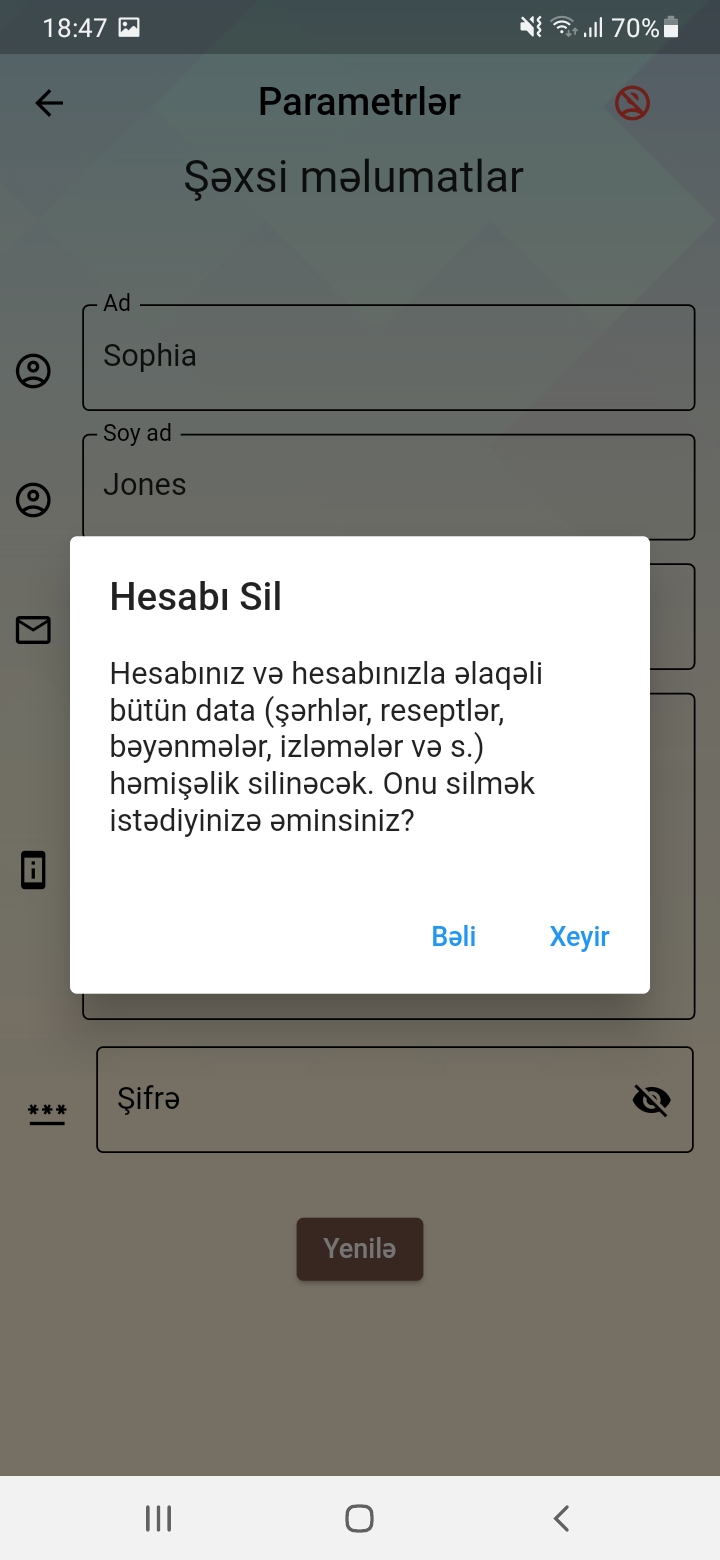 18:47 70%
Parametrlər
Şəxsi məlumatlar
Ad
Sophia
Soy ad
Jones
Hesabı Sil
Hesabınız və hesabınızla əlaqəli
bütün data (şərhlər, reseptlər,
bəyənmələr, izləmələr və s.)
həmişəlik silinəcək. Onu silmək
istədiyinizə əminsiniz?
Bəli Xeyir
Şifrə
Yenilə